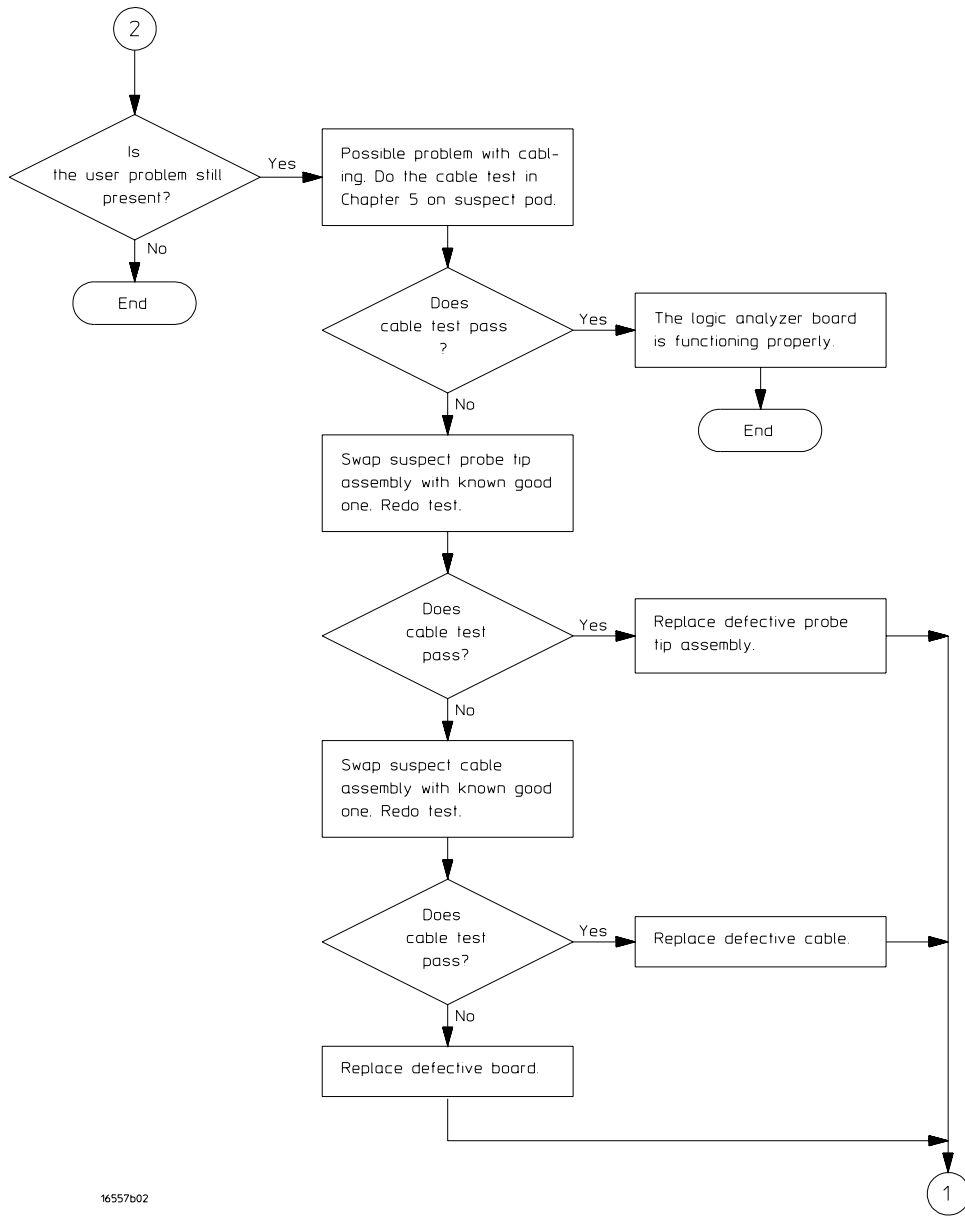 2
Is
the user problem still
present?
Yes
Possible problem with cabl-
ing. Do the cable test in
Chapter 5 on suspect pod.
No
End
Does
cable test pass
?
Yes
The logic analyzer board
is functioning properly.
No
End
Swap suspect probe tip
assembly with known good
one. Redo test.
Does
cable test
pass?
Yes
Replace defective probe
tip assembly.
No
Swap suspect cable
assembly with known good
one. Redo test.
Does
cable test
pass?
Yes
Replace defective cable.
No
Replace defective board.
1
16557b02